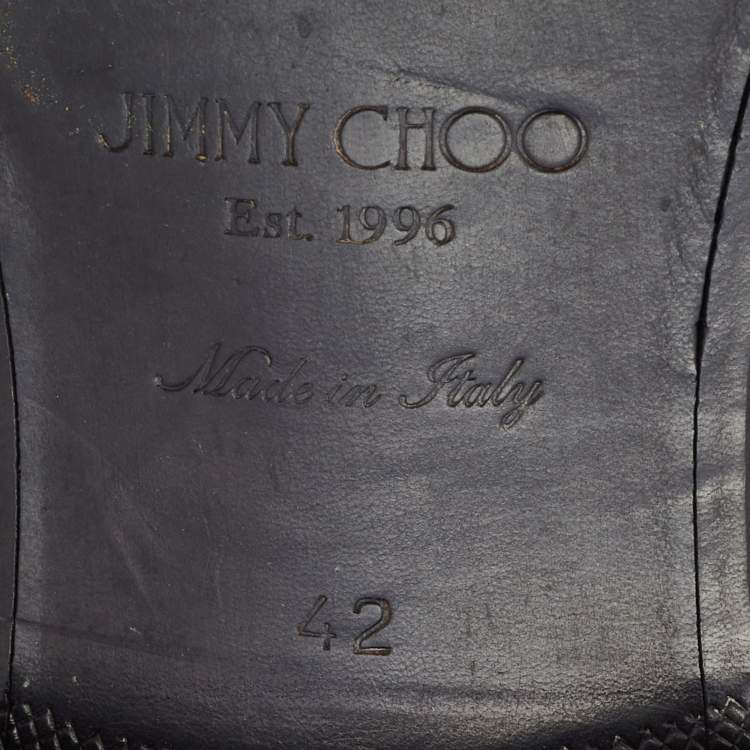 JIMMY CHOO
Est. 1996
Made in Italy
42